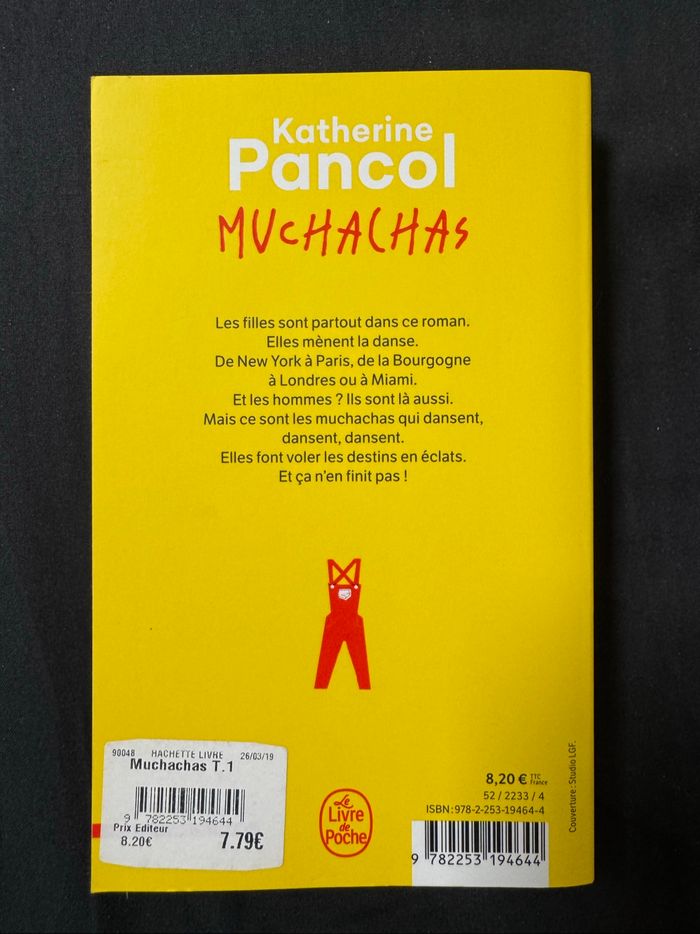 Katherine
Pancol
MUCHACHAS
Les filles sont partout dans ce roman.
Elles mènent la danse.
De New York à Paris, de la Bourgogne
à Londres ou à Miami.
Et les hommes ? Ils sont là aussi.
Mais ce sont les muchachas qui dansent,
dansent, dansent.
Elles font voler les destins en éclats.
Et ça n'en finit pas !
90048 HACHETTE LIVRE 26/03/19
Muchachas T.1
9 782253 194644
Prix Editeur
8.20€ 7.79€
Le
Livre
de
Poche
8,20 € TTC
France
52 / 2233 / 4
ISBN : 978-2-253-19464-4
9 782253 194644
Couverture : Studio LGF.